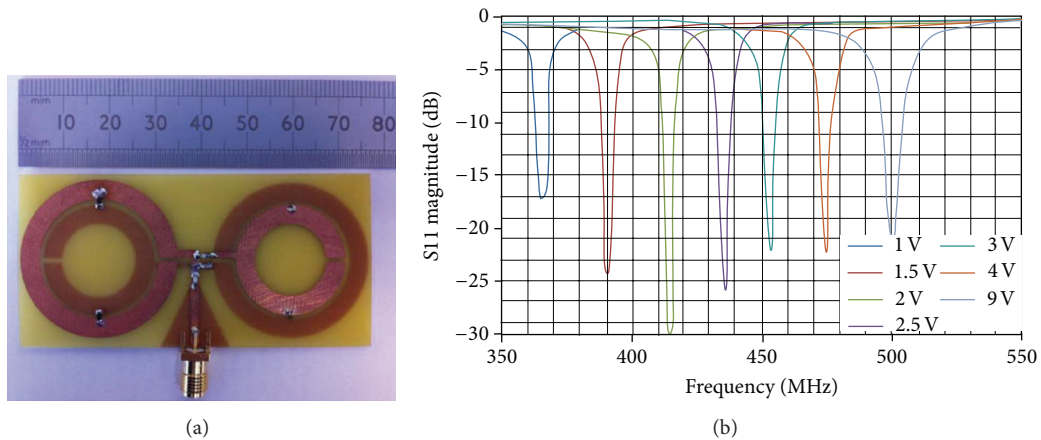 m/m
10 20 30 40 50 60 70 80
½ mm
(a)
S11 magnitude (dB)
0
−5
−10
−15
−20
−25
−30
350 400 450 500 550
Frequency (MHz)
1 V 3 V
1.5 V 4 V
2 V 9 V
2.5 V
(b)